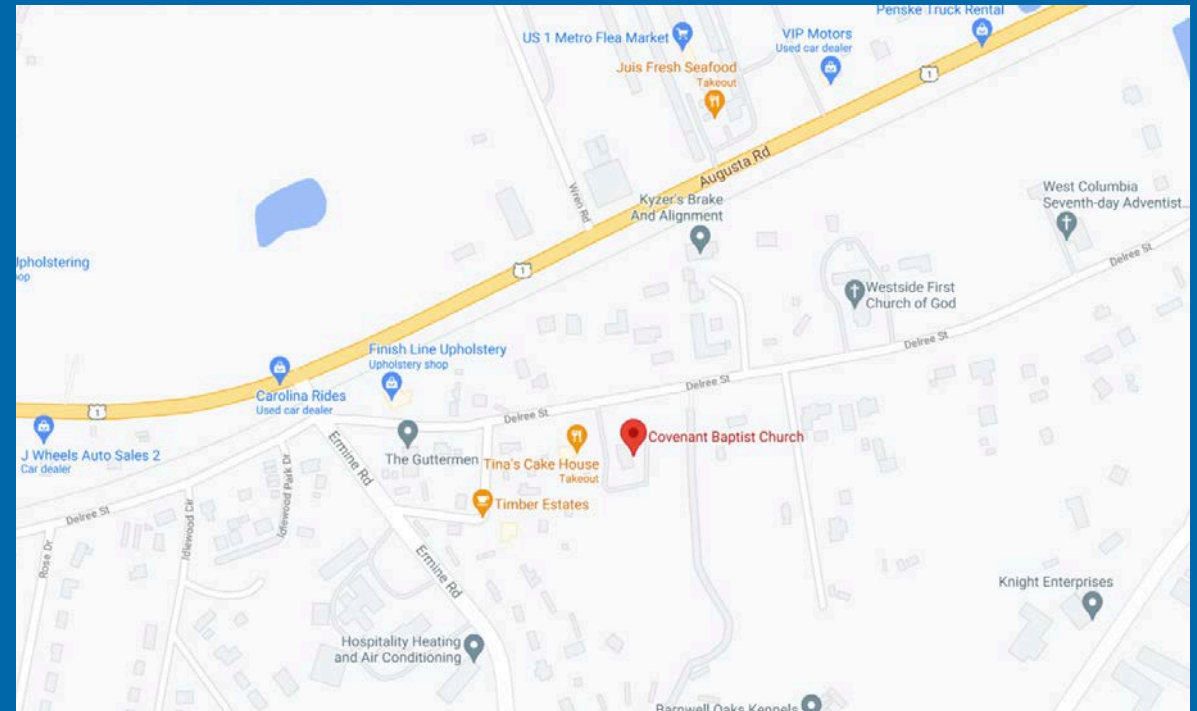 Penske Truck Rental
US 1 Metro Flea Market
VIP Motors
Used car dealer
Juis Fresh Seafood
Takeout
1
Augusta Rd
Wren Rd
Kyzer's Brake
And Alignment
West Columbia
Seventh-day Adventist...
Delree St
Upholstering
op
1
Westside First
Church of God
Delree St
Finish Line Upholstery
Upholstery shop
Delree St
Carolina Rides
Used car dealer
1
Delree St
Covenant Baptist Church
J Wheels Auto Sales 2
Car dealer
Ermine Rd
The Guttermen
Tina's Cake House
Takeout
Idlewood Park Dr
Timber Estates
Delree St
Idlewood Cir
Rose Dr
Ermine Rd
Knight Enterprises
Hospitality Heating
and Air Conditioning
Barnwell Oaks Kennels